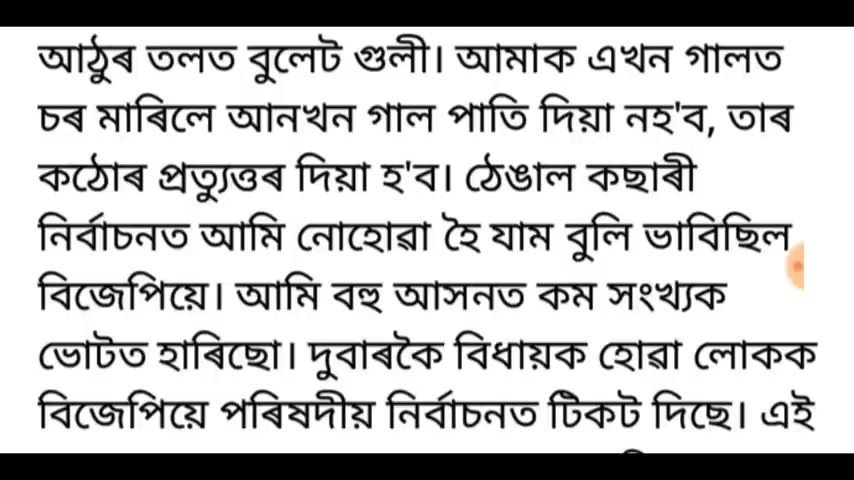 আঠুৰ তলত বুলেট গুলী। আমাক এখন গালত
চৰ মাৰিলে আনখন গাল পাতি দিয়া নহ'ব, তাৰ
কঠোৰ প্ৰত্যুত্তৰ দিয়া হ'ব। ঠেঙাল কছাৰী
নিৰ্বাচনত আমি নোহোৱা হৈ যাম বুলি ভাবিছিল
বিজেপিয়ে। আমি বহু আসনত কম সংখ্যক
ভোটত হাৰিছো। দুবাৰকৈ বিধায়ক হোৱা লোকক
বিজেপিয়ে পৰিষদীয় নিৰ্বাচনত টিকট দিছে। এই